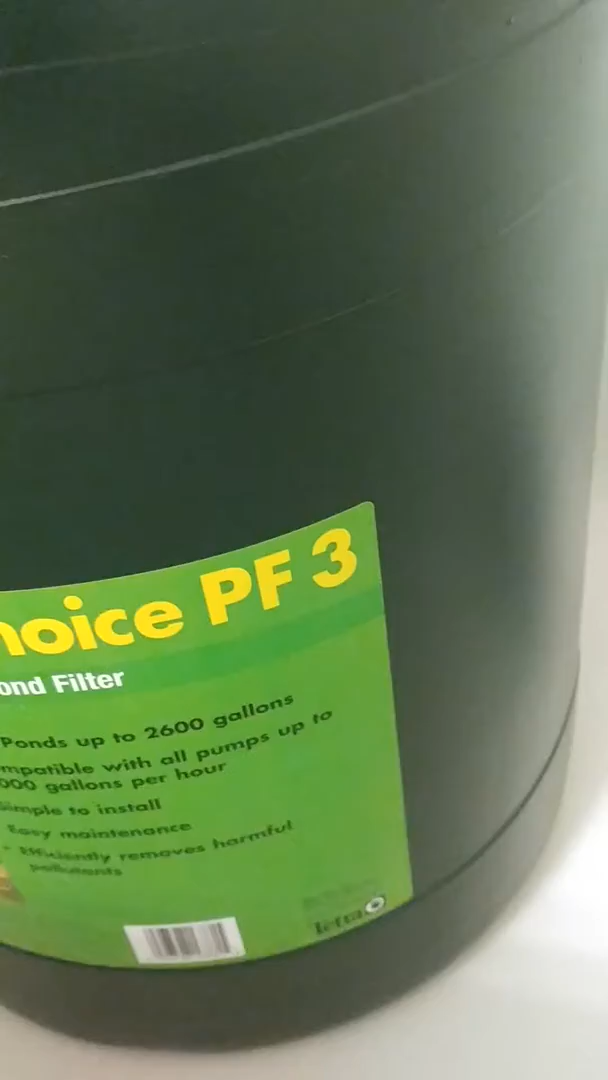 hoice PF 3
ond Filter
Ponds up to 2600 gallons
mpatible with all pumps up to
000 gallons per hour
Simple to install
Easy maintenance
• Efficiently removes harmful
pollutants
Tetra